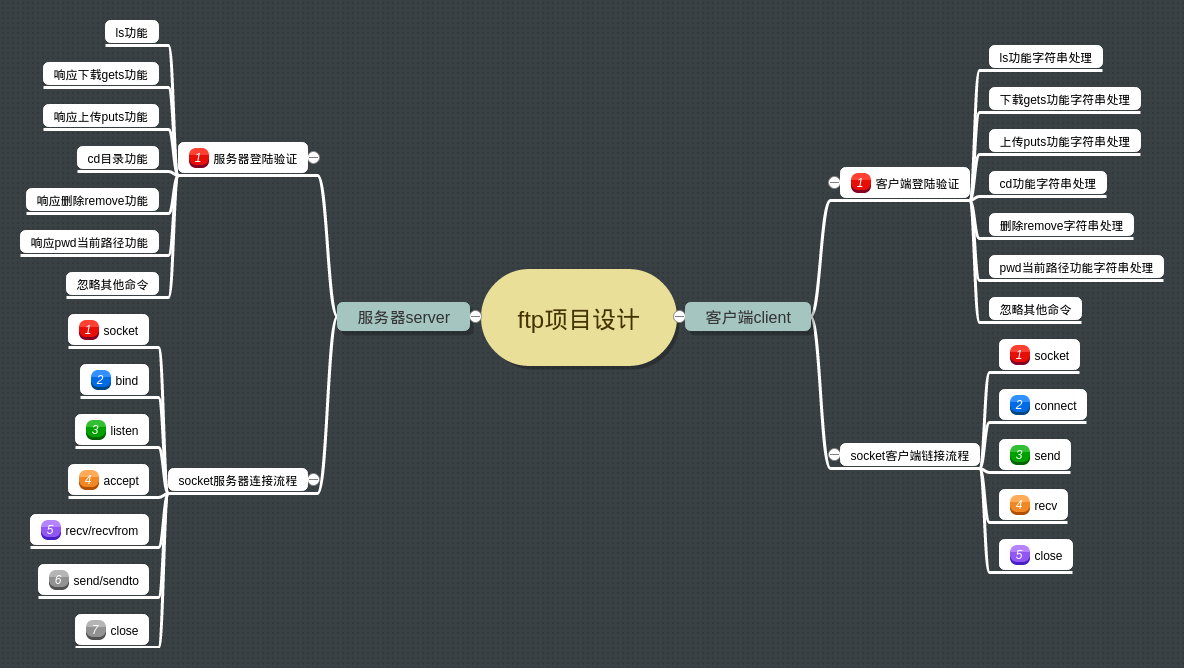 ftp项目设计
服务器server
1 服务器登陆验证
ls功能
响应下载gets功能
响应上传puts功能
cd目录功能
响应删除remove功能
响应pwd当前路径功能
忽略其他命令
socket服务器连接流程
1 socket
2 bind
3 listen
4 accept
5 recv/recvfrom
6 send/sendto
7 close
客户端client
1 客户端登陆验证
ls功能字符串处理
下载gets功能字符串处理
上传puts功能字符串处理
cd功能字符串处理
删除remove字符串处理
pwd当前路径功能字符串处理
忽略其他命令
socket客户端链接流程
1 socket
2 connect
3 send
4 recv
5 close